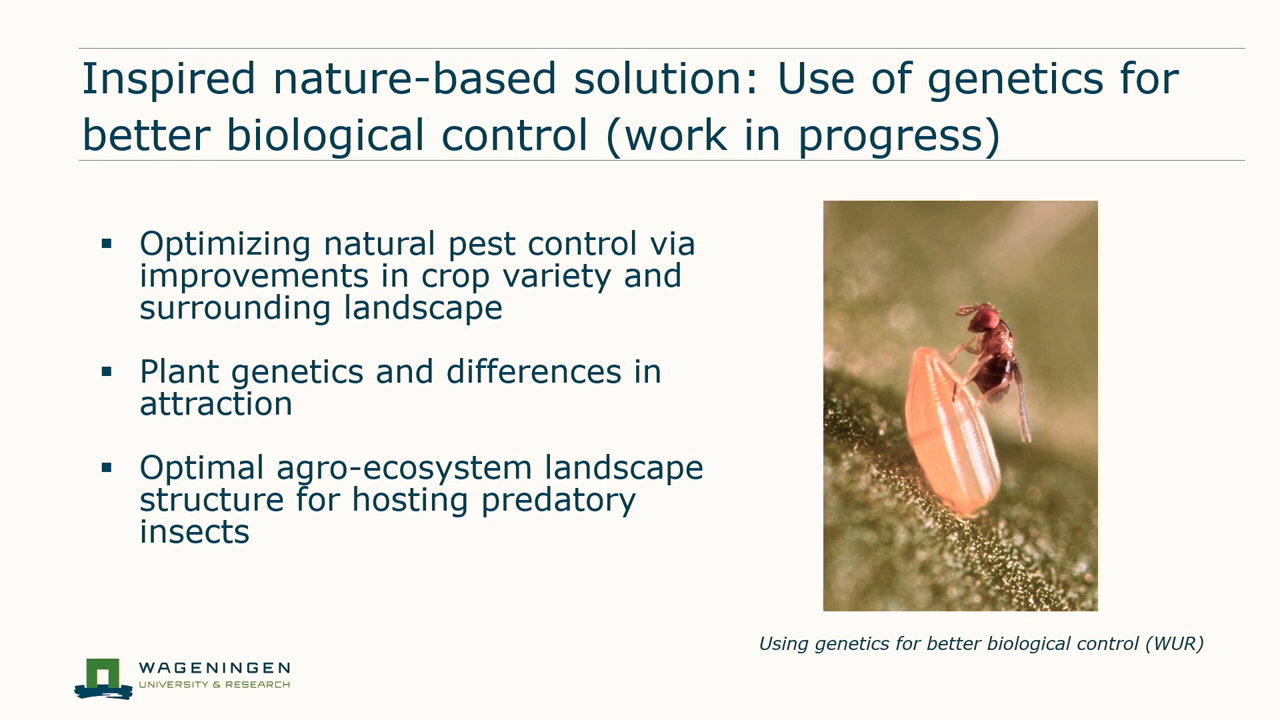 Inspired nature-based solution: Use of genetics for
better biological control (work in progress)
▪ Optimizing natural pest control via
improvements in crop variety and
surrounding landscape
▪ Plant genetics and differences in
attraction
▪ Optimal agro-ecosystem landscape
structure for hosting predatory
insects
Using genetics for better biological control (WUR)
WAGENINGEN
UNIVERSITY & RESEARCH